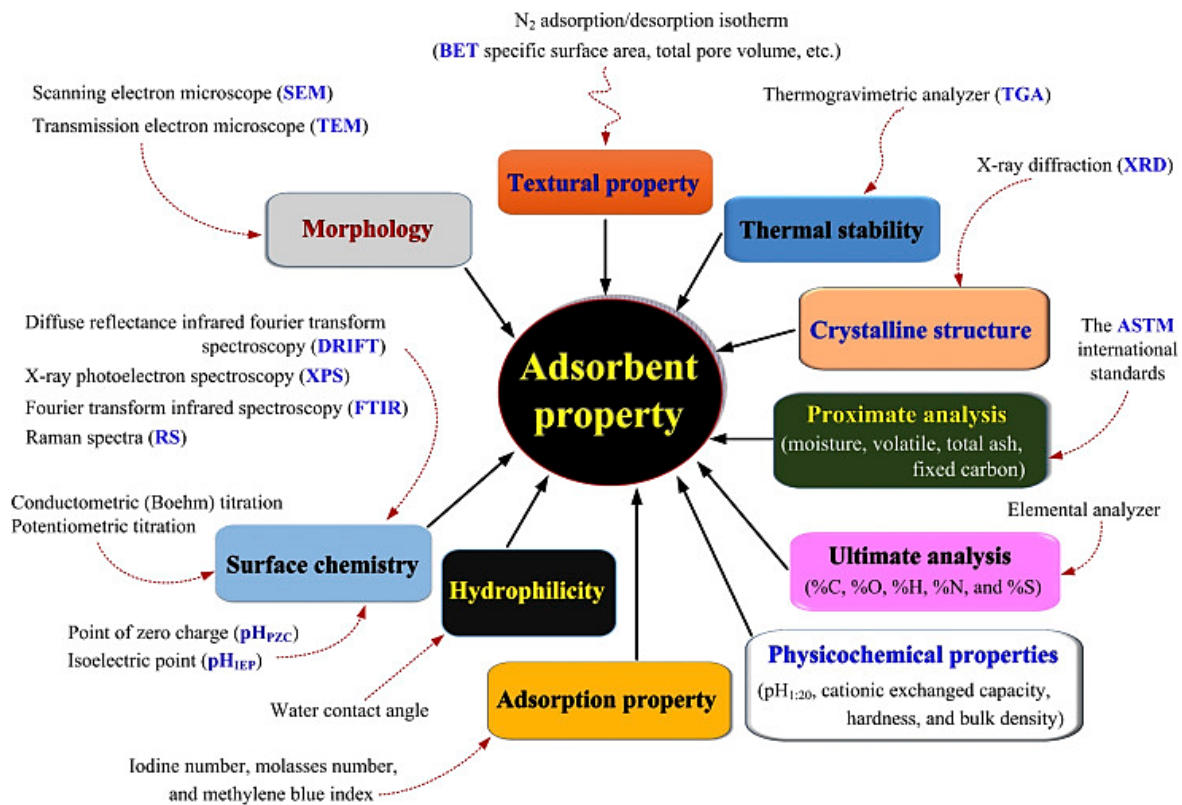 N₂ adsorption/desorption isotherm
(BET specific surface area, total pore volume, etc.)
Scanning electron microscope (SEM)
Transmission electron microscope (TEM)
Thermogravimetric analyzer (TGA)
X-ray diffraction (XRD)
Textural property
Morphology
Thermal stability
Crystalline structure
The ASTM
international
standards
Diffuse reflectance infrared fourier transform
spectroscopy (DRIFT)
X-ray photoelectron spectroscopy (XPS)
Fourier transform infrared spectroscopy (FTIR)
Raman spectra (RS)
Adsorbent
property
Proximate analysis
(moisture, volatile, total ash,
fixed carbon)
Conductometric (Boehm) titration
Potentiometric titration
Elemental analyzer
Surface chemistry
Hydrophilicity
Ultimate analysis
(%C, %O, %H, %N, and %S)
Point of zero charge (pH_PZC)
Isoelectric point (pH_IEP)
Physicochemical properties
(pH₁:₂₀, cationic exchanged capacity,
hardness, and bulk density)
Water contact angle
Adsorption property
Iodine number, molasses number,
and methylene blue index